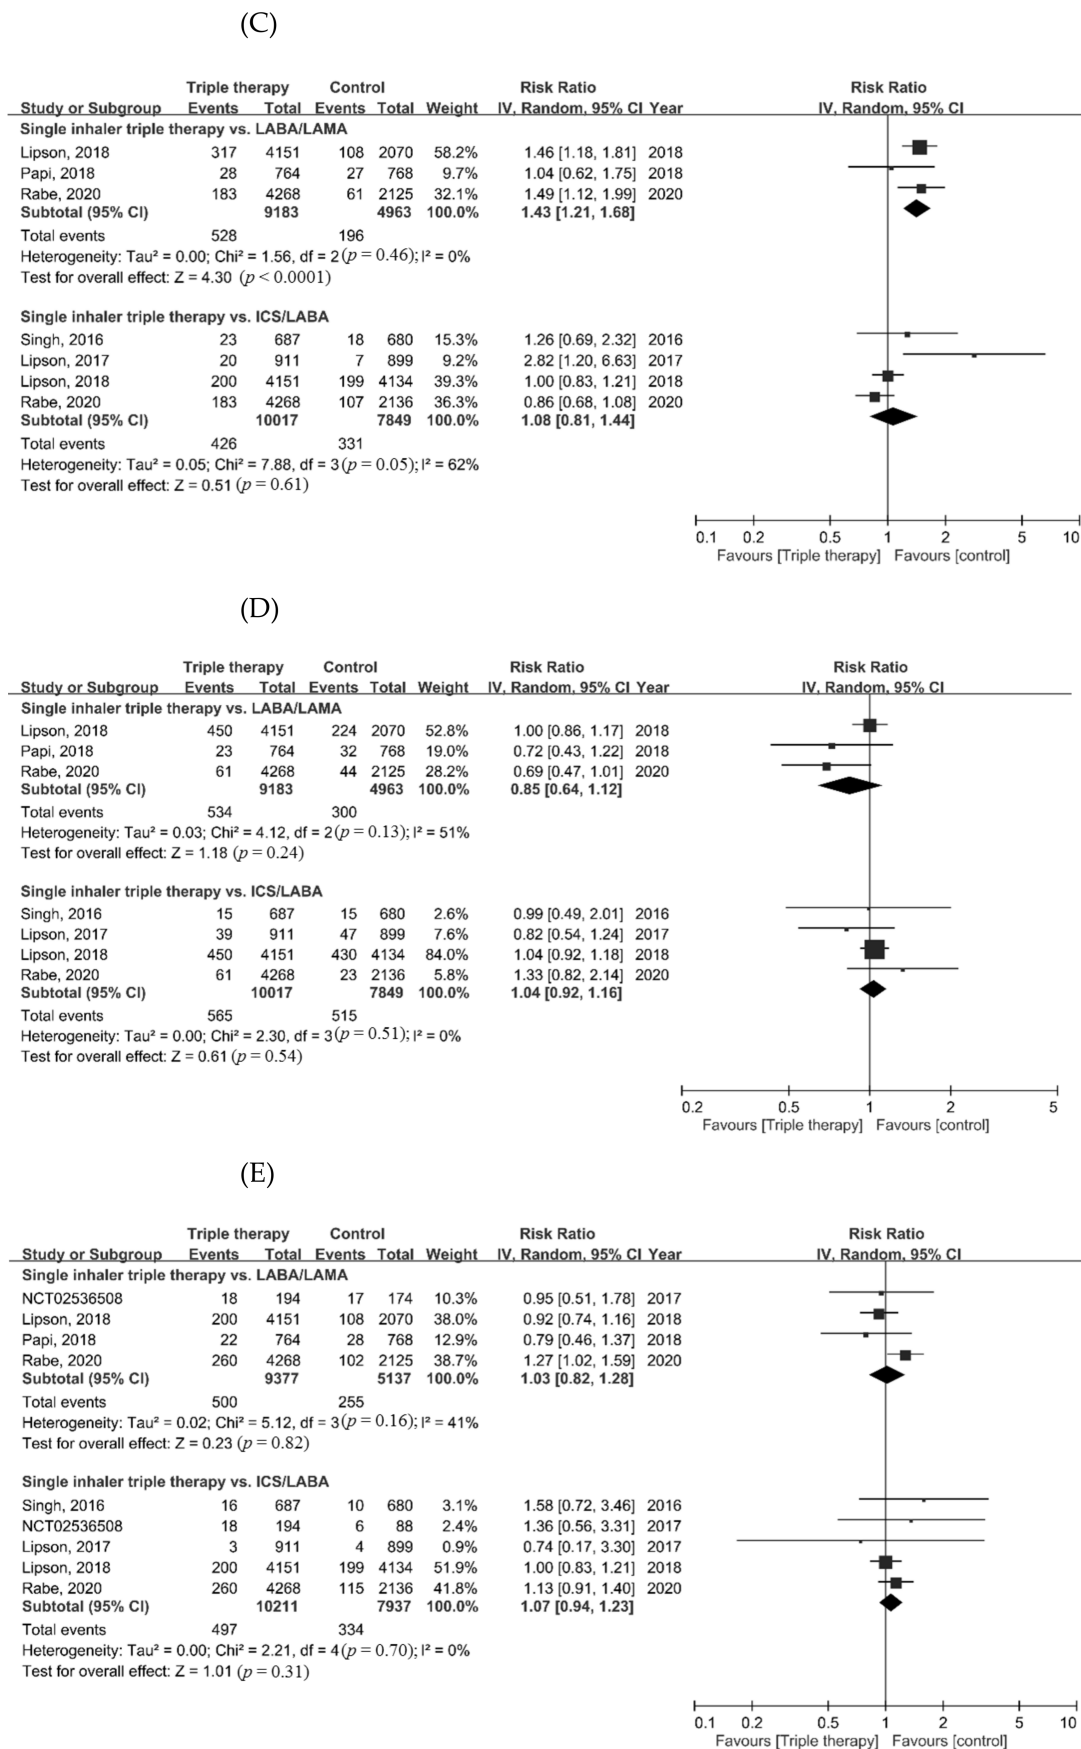 (C)
Triple therapy Control Risk Ratio Risk Ratio
Study or Subgroup Events Total Events Total Weight IV, Random, 95% CI Year IV, Random, 95% CI
Single inhaler triple therapy vs. LABA/LAMA
Lipson, 2018 317 4151 108 2070 58.2% 1.46 [1.18, 1.81] 2018
Papi, 2018 28 764 27 768 9.7% 1.04 [0.62, 1.75] 2018
Rabe, 2020 183 4268 61 2125 32.1% 1.49 [1.12, 1.99] 2020
Subtotal (95% CI) 9183 4963 100.0% 1.43 [1.21, 1.68]
Total events 528 196
Heterogeneity: Tau² = 0.00; Chi² = 1.56, df = 2 (p = 0.46); I² = 0%
Test for overall effect: Z = 4.30 (p < 0.0001)
Single inhaler triple therapy vs. ICS/LABA
Singh, 2016 23 687 18 680 15.3% 1.26 [0.69, 2.32] 2016
Lipson, 2017 20 911 7 899 9.2% 2.82 [1.20, 6.63] 2017
Lipson, 2018 200 4151 199 4134 39.3% 1.00 [0.83, 1.21] 2018
Rabe, 2020 183 4268 107 2136 36.3% 0.86 [0.68, 1.08] 2020
Subtotal (95% CI) 10017 7849 100.0% 1.08 [0.81, 1.44]
Total events 426 331
Heterogeneity: Tau² = 0.05; Chi² = 7.88, df = 3 (p = 0.05); I² = 62%
Test for overall effect: Z = 0.51 (p = 0.61)
0.1 0.2 0.5 1 2 5 10
Favours [Triple therapy] Favours [control]
(D)
Triple therapy Control Risk Ratio Risk Ratio
Study or Subgroup Events Total Events Total Weight IV, Random, 95% CI Year IV, Random, 95% CI
Single inhaler triple therapy vs. LABA/LAMA
Lipson, 2018 450 4151 224 2070 52.8% 1.00 [0.86, 1.17] 2018
Papi, 2018 23 764 32 768 19.0% 0.72 [0.43, 1.22] 2018
Rabe, 2020 61 4268 44 2125 28.2% 0.69 [0.47, 1.01] 2020
Subtotal (95% CI) 9183 4963 100.0% 0.85 [0.64, 1.12]
Total events 534 300
Heterogeneity: Tau² = 0.03; Chi² = 4.12, df = 2 (p = 0.13); I² = 51%
Test for overall effect: Z = 1.18 (p = 0.24)
Single inhaler triple therapy vs. ICS/LABA
Singh, 2016 15 687 15 680 2.6% 0.99 [0.49, 2.01] 2016
Lipson, 2017 39 911 47 899 7.6% 0.82 [0.54, 1.24] 2017
Lipson, 2018 450 4151 430 4134 84.0% 1.04 [0.92, 1.18] 2018
Rabe, 2020 61 4268 23 2136 5.8% 1.33 [0.82, 2.14] 2020
Subtotal (95% CI) 10017 7849 100.0% 1.04 [0.92, 1.16]
Total events 565 515
Heterogeneity: Tau² = 0.00; Chi² = 2.30, df = 3 (p = 0.51); I² = 0%
Test for overall effect: Z = 0.61 (p = 0.54)
0.2 0.5 1 2 5
Favours [Triple therapy] Favours [control]
(E)
Triple therapy Control Risk Ratio Risk Ratio
Study or Subgroup Events Total Events Total Weight IV, Random, 95% CI Year IV, Random, 95% CI
Single inhaler triple therapy vs. LABA/LAMA
NCT02536508 18 194 17 174 10.3% 0.95 [0.51, 1.78] 2017
Lipson, 2018 200 4151 108 2070 38.0% 0.92 [0.74, 1.16] 2018
Papi, 2018 22 764 28 768 12.9% 0.79 [0.46, 1.37] 2018
Rabe, 2020 260 4268 102 2125 38.7% 1.27 [1.02, 1.59] 2020
Subtotal (95% CI) 9377 5137 100.0% 1.03 [0.82, 1.28]
Total events 500 255
Heterogeneity: Tau² = 0.02; Chi² = 5.12, df = 3 (p = 0.16); I² = 41%
Test for overall effect: Z = 0.23 (p = 0.82)
Single inhaler triple therapy vs. ICS/LABA
Singh, 2016 16 687 10 680 3.1% 1.58 [0.72, 3.46] 2016
NCT02536508 18 194 6 88 2.4% 1.36 [0.56, 3.31] 2017
Lipson, 2017 3 911 4 899 0.9% 0.74 [0.17, 3.30] 2017
Lipson, 2018 200 4151 199 4134 51.9% 1.00 [0.83, 1.21] 2018
Rabe, 2020 260 4268 115 2136 41.8% 1.13 [0.91, 1.40] 2020
Subtotal (95% CI) 10211 7937 100.0% 1.07 [0.94, 1.23]
Total events 497 334
Heterogeneity: Tau² = 0.00; Chi² = 2.21, df = 4 (p = 0.70); I² = 0%
Test for overall effect: Z = 1.01 (p = 0.31)
0.1 0.2 0.5 1 2 5 10
Favours [Triple therapy] Favours [control]